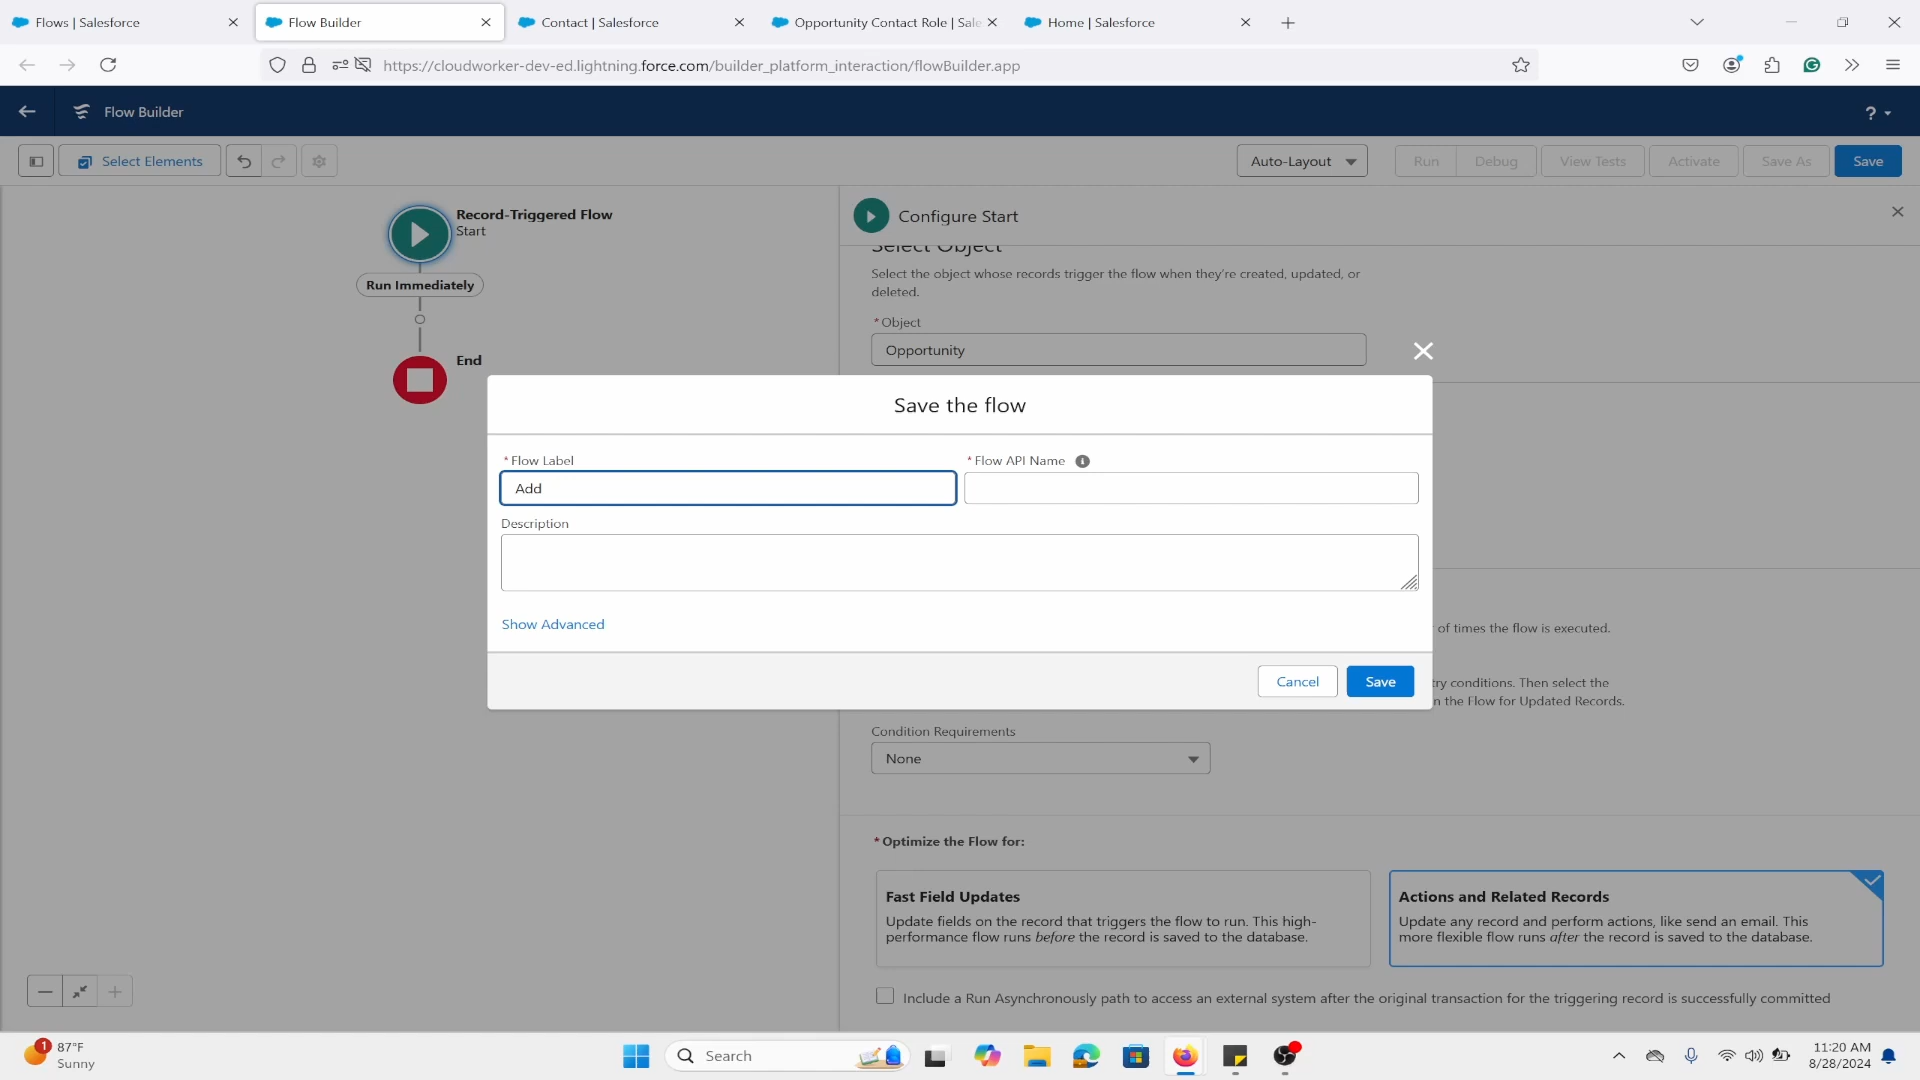 Flows | Salesforce
Flow Builder
Contact | Salesforce
Opportunity Contact Role | Sale
Home | Salesforce
https://cloudworker-dev-ed.lightning.force.com/builder_platform_interaction/flowBuilder.app
Flow Builder
?
Select Elements
Auto-Layout
Run
Debug
View Tests
Activate
Save As
Save
Record-Triggered Flow
Start
Run Immediately
End
Configure Start
Select Object
Select the object whose records trigger the flow when they're created, updated, or
deleted.
*Object
Opportunity
Save the flow
*Flow Label
*Flow API Name
Add
Description
Show Advanced
Cancel
Save
of times the flow is executed.
try conditions. Then select the
n the Flow for Updated Records.
Condition Requirements
None
*Optimize the Flow for:
Fast Field Updates
Update fields on the record that triggers the flow to run. This high-
performance flow runs before the record is saved to the database.
Actions and Related Records
Update any record and perform actions, like send an email. This
more flexible flow runs after the record is saved to the database.
Include a Run Asynchronously path to access an external system after the original transaction for the triggering record is successfully committed
1
87°F
Sunny
Search
11:20 AM
8/28/2024